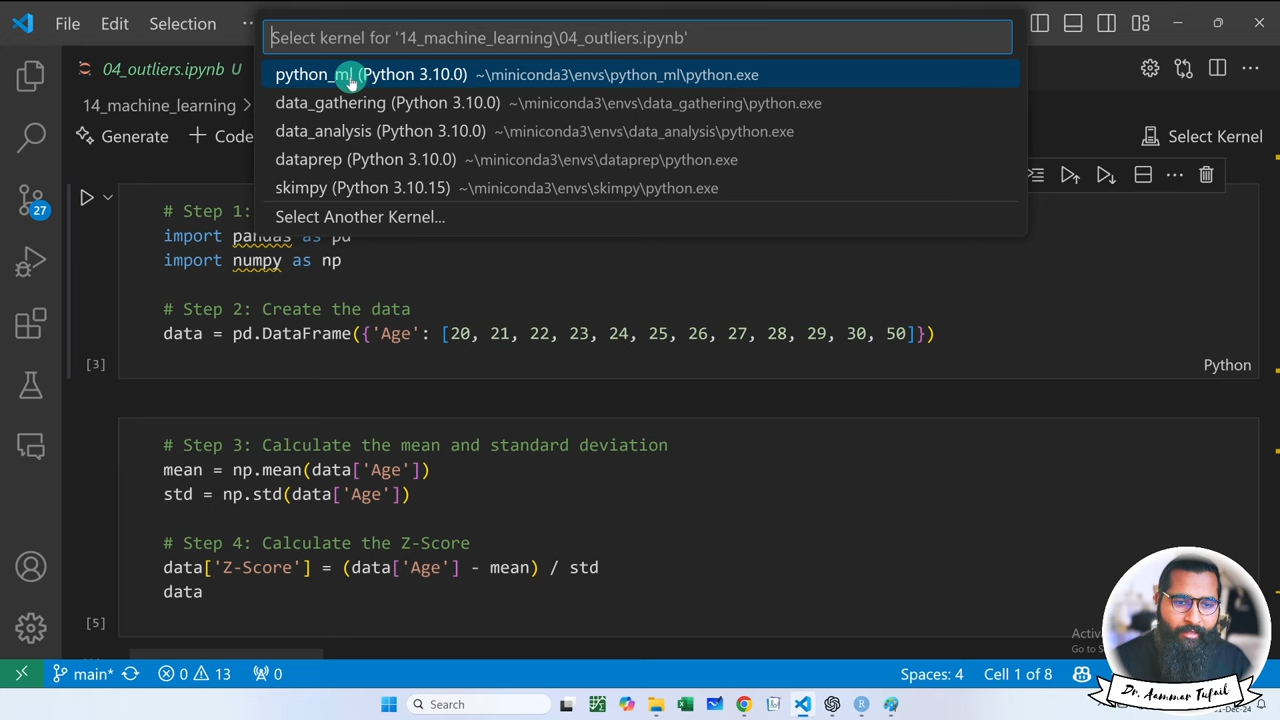 File Edit Selection ···
Select kernel for '14_machine_learning\04_outliers.ipynb'
python_ml (Python 3.10.0) ~\miniconda3\envs\python_ml\python.exe
data_gathering (Python 3.10.0) ~\miniconda3\envs\data_gathering\python.exe
data_analysis (Python 3.10.0) ~\miniconda3\envs\data_analysis\python.exe
dataprep (Python 3.10.0) ~\miniconda3\envs\dataprep\python.exe
skimpy (Python 3.10.15) ~\miniconda3\envs\skimpy\python.exe
Select Another Kernel...
04_outliers.ipynb U
14_machine_learning >
Generate + Code
Select Kernel
27
# Step 1:
import pandas as pd
import numpy as np
# Step 2: Create the data
data = pd.DataFrame({'Age': [20, 21, 22, 23, 24, 25, 26, 27, 28, 29, 30, 50]})
[3]
Python
# Step 3: Calculate the mean and standard deviation
mean = np.mean(data['Age'])
std = np.std(data['Age'])
# Step 4: Calculate the Z-Score
data['Z-Score'] = (data['Age'] - mean) / std
data
[5]
Activ
Go to S
main* 0 13 0
Spaces: 4 Cell 1 of 8
Search
Dr. Aammar Tufail
-Dec-24